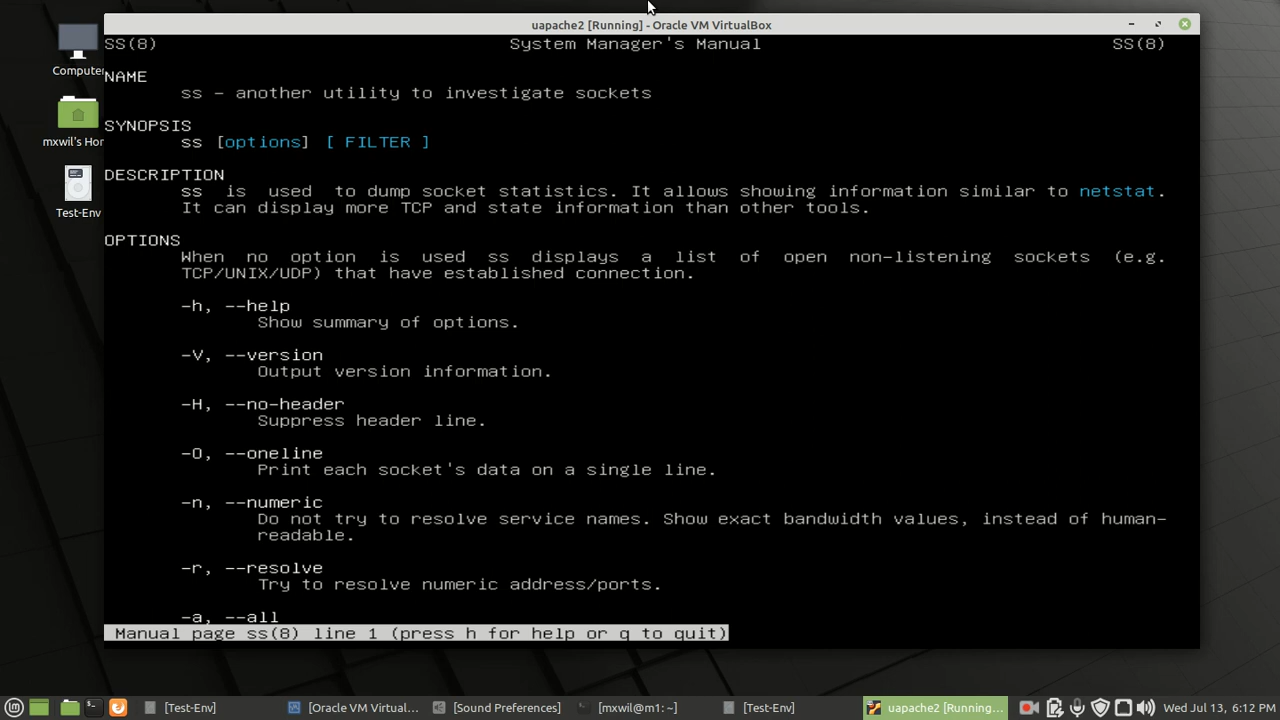 uapache2 [Running] - Oracle VM VirtualBox
Computer
mxwil's Hor
Test-Env
SS(8) System Manager's Manual SS(8)
NAME
ss – another utility to investigate sockets
SYNOPSIS
ss [options] [ FILTER ]
DESCRIPTION
ss is used to dump socket statistics. It allows showing information similar to netstat.
It can display more TCP and state information than other tools.
OPTIONS
When no option is used ss displays a list of open non-listening sockets (e.g.
TCP/UNIX/UDP) that have established connection.
-h, --help
Show summary of options.
-V, --version
Output version information.
-H, --no-header
Suppress header line.
-O, --oneline
Print each socket's data on a single line.
-n, --numeric
Do not try to resolve service names. Show exact bandwidth values, instead of human-
readable.
-r, --resolve
Try to resolve numeric address/ports.
-a, --all
Manual page ss(8) line 1 (press h for help or q to quit)
[Test-Env]
[Oracle VM Virtual...
[Sound Preferences]
[mxwil@m1: ~]
[Test-Env]
uapache2 [Running...
Wed Jul 13, 6:12 PM